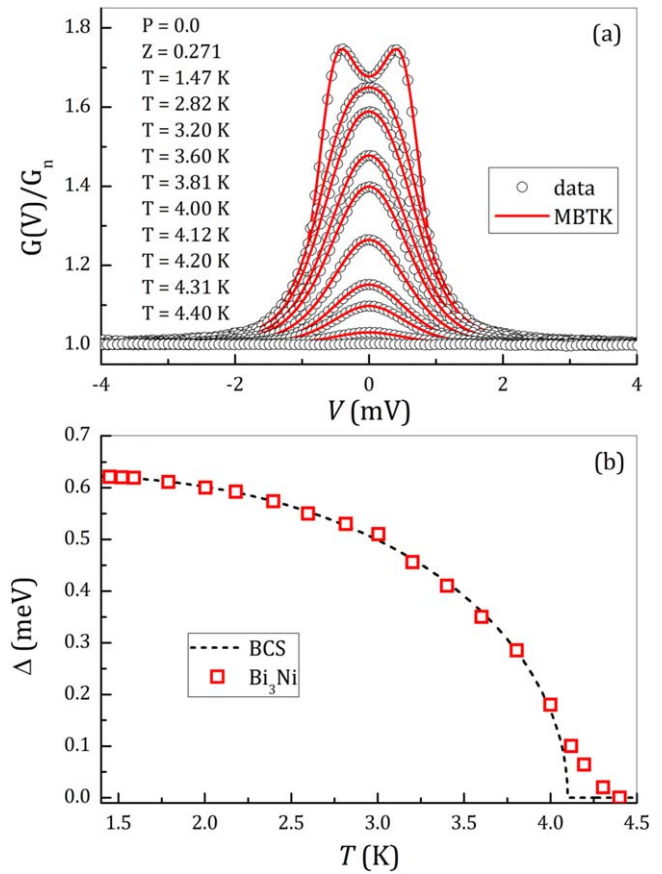 1.8
1.6
1.4
1.2
1.0
G(V)/Gₙ
P = 0.0
Z = 0.271
T = 1.47 K
T = 2.82 K
T = 3.20 K
T = 3.60 K
T = 3.81 K
T = 4.00 K
T = 4.12 K
T = 4.20 K
T = 4.31 K
T = 4.40 K
(a)
data
MBTK
-4 -2 0 2 4
V (mV)
0.7
0.6
0.5
0.4
0.3
0.2
0.1
0.0
Δ (meV)
(b)
BCS
Bi₃Ni
1.5 2.0 2.5 3.0 3.5 4.0 4.5
T (K)